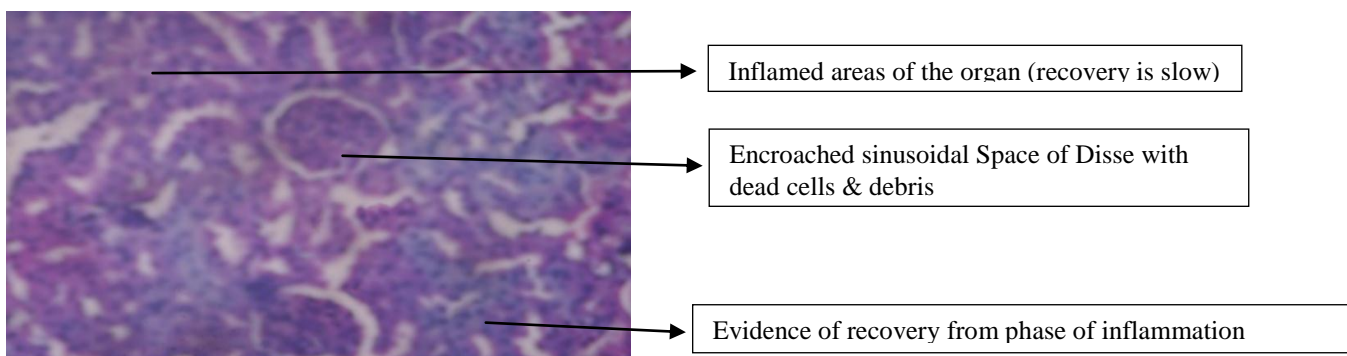 Inflamed areas of the organ (recovery is slow)
Encroached sinusoidal Space of Disse with
dead cells & debris
Evidence of recovery from phase of inflammation